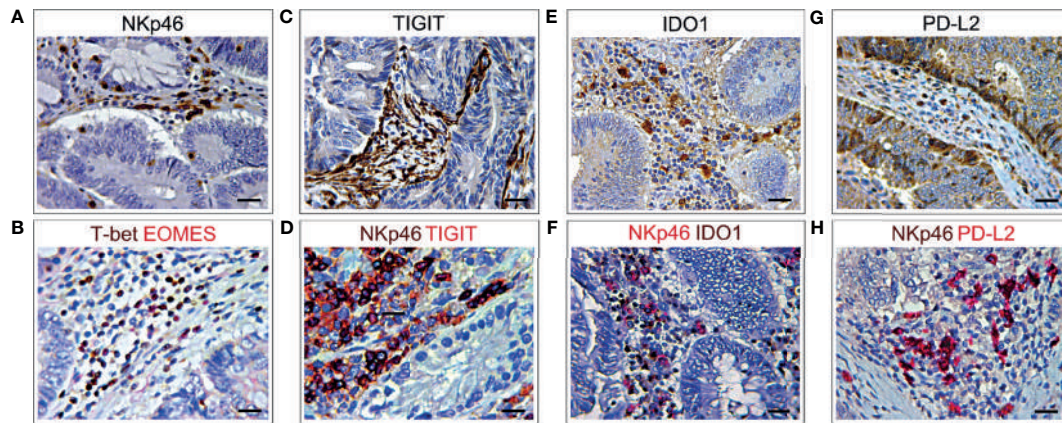 A
NKp46
C
TIGIT
E
IDO1
G
PD-L2
B
T-bet EOMES
D
NKp46 TIGIT
F
NKp46 IDO1
H
NKp46 PD-L2